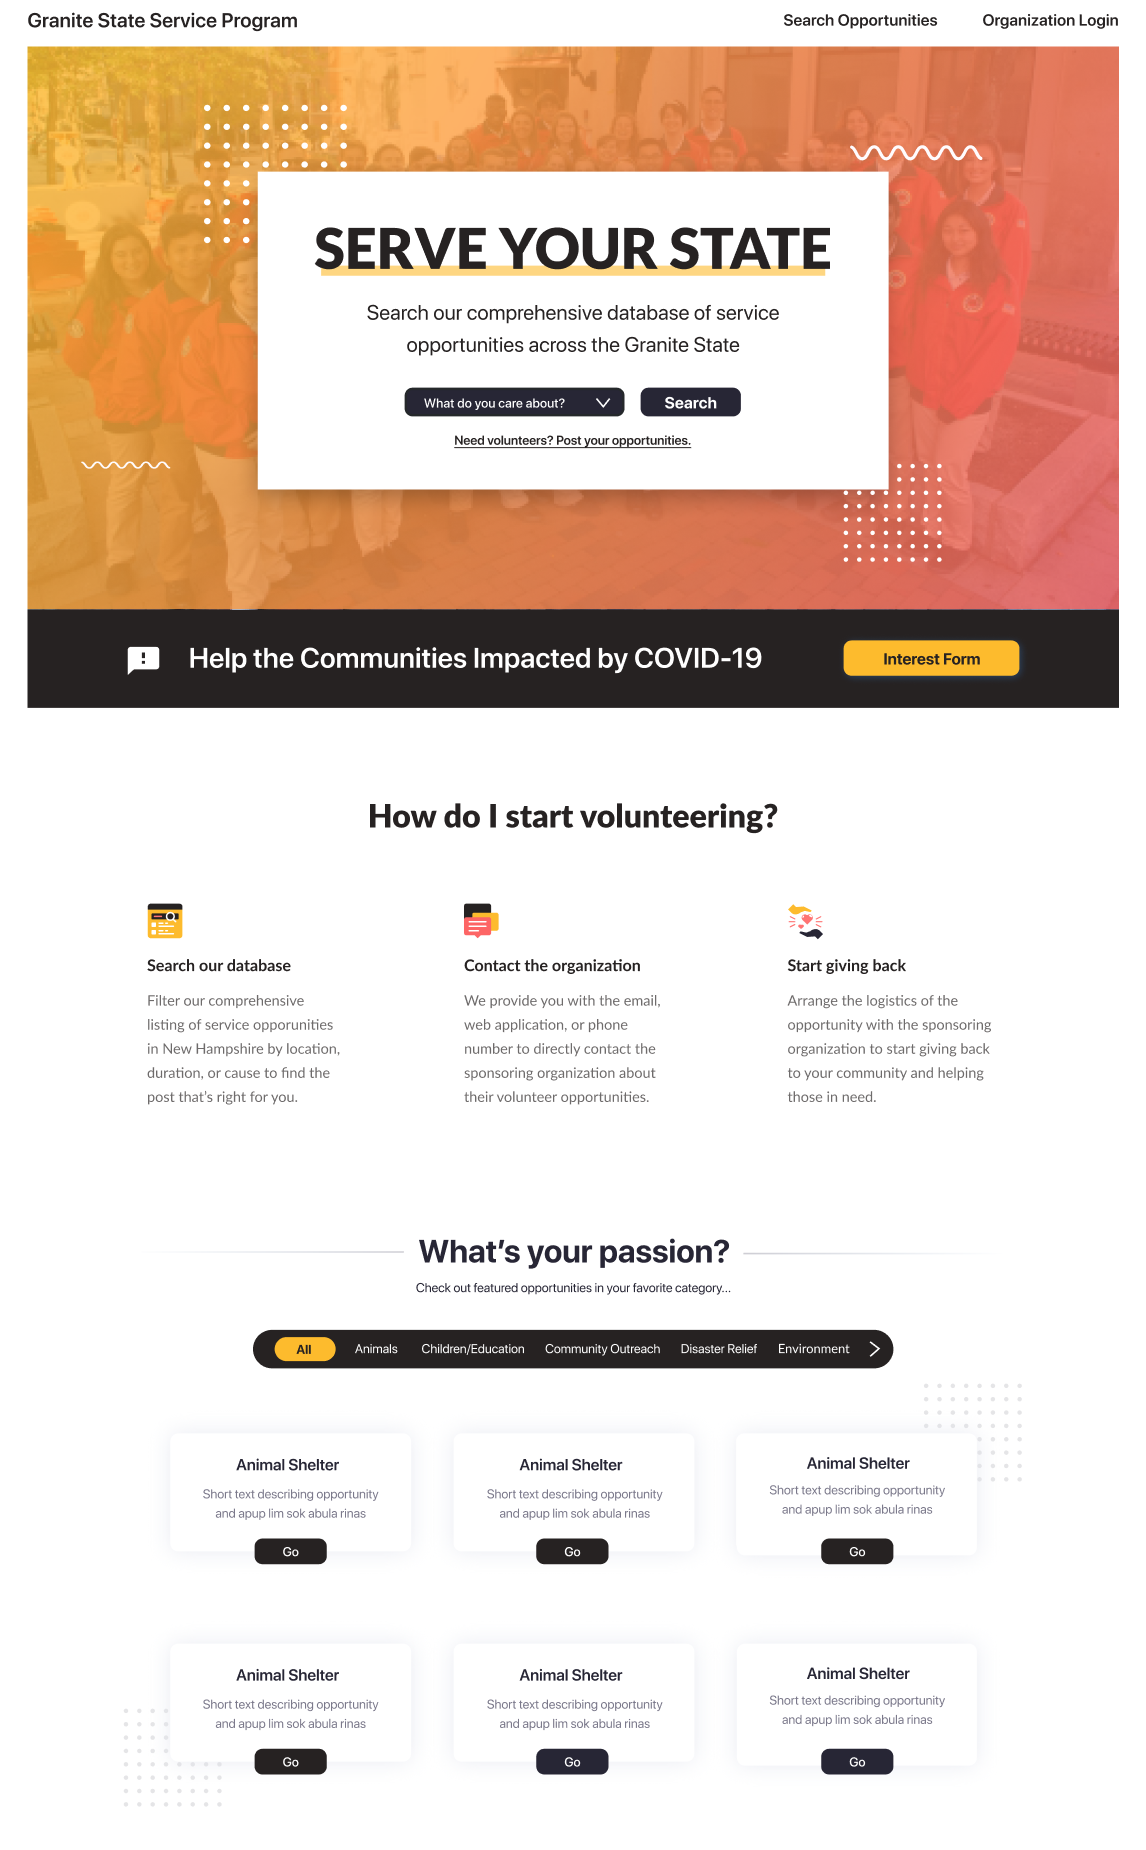 Granite State Service Program
Search Opportunities
Organization Login
SERVE YOUR STATE
Search our comprehensive database of service
opportunities across the Granite State
What do you care about?
Search
Need volunteers? Post your opportunities.
Help the Communities Impacted by COVID-19
Interest Form
How do I start volunteering?
Search our database
Filter our comprehensive
listing of service opporunities
in New Hampshire by location,
duration, or cause to find the
post that's right for you.
Contact the organization
We provide you with the email,
web application, or phone
number to directly contact the
sponsoring organization about
their volunteer opportunities.
Start giving back
Arrange the logistics of the
opportunity with the sponsoring
organization to start giving back
to your community and helping
those in need.
What's your passion?
Check out featured opportunities in your favorite category...
All
Animals
Children/Education
Community Outreach
Disaster Relief
Environment
Animal Shelter
Short text describing opportunity
and apup lim sok abula rinas
Go
Animal Shelter
Short text describing opportunity
and apup lim sok abula rinas
Go
Animal Shelter
Short text describing opportunity
and apup lim sok abula rinas
Go
Animal Shelter
Short text describing opportunity
and apup lim sok abula rinas
Go
Animal Shelter
Short text describing opportunity
and apup lim sok abula rinas
Go
Animal Shelter
Short text describing opportunity
and apup lim sok abula rinas
Go